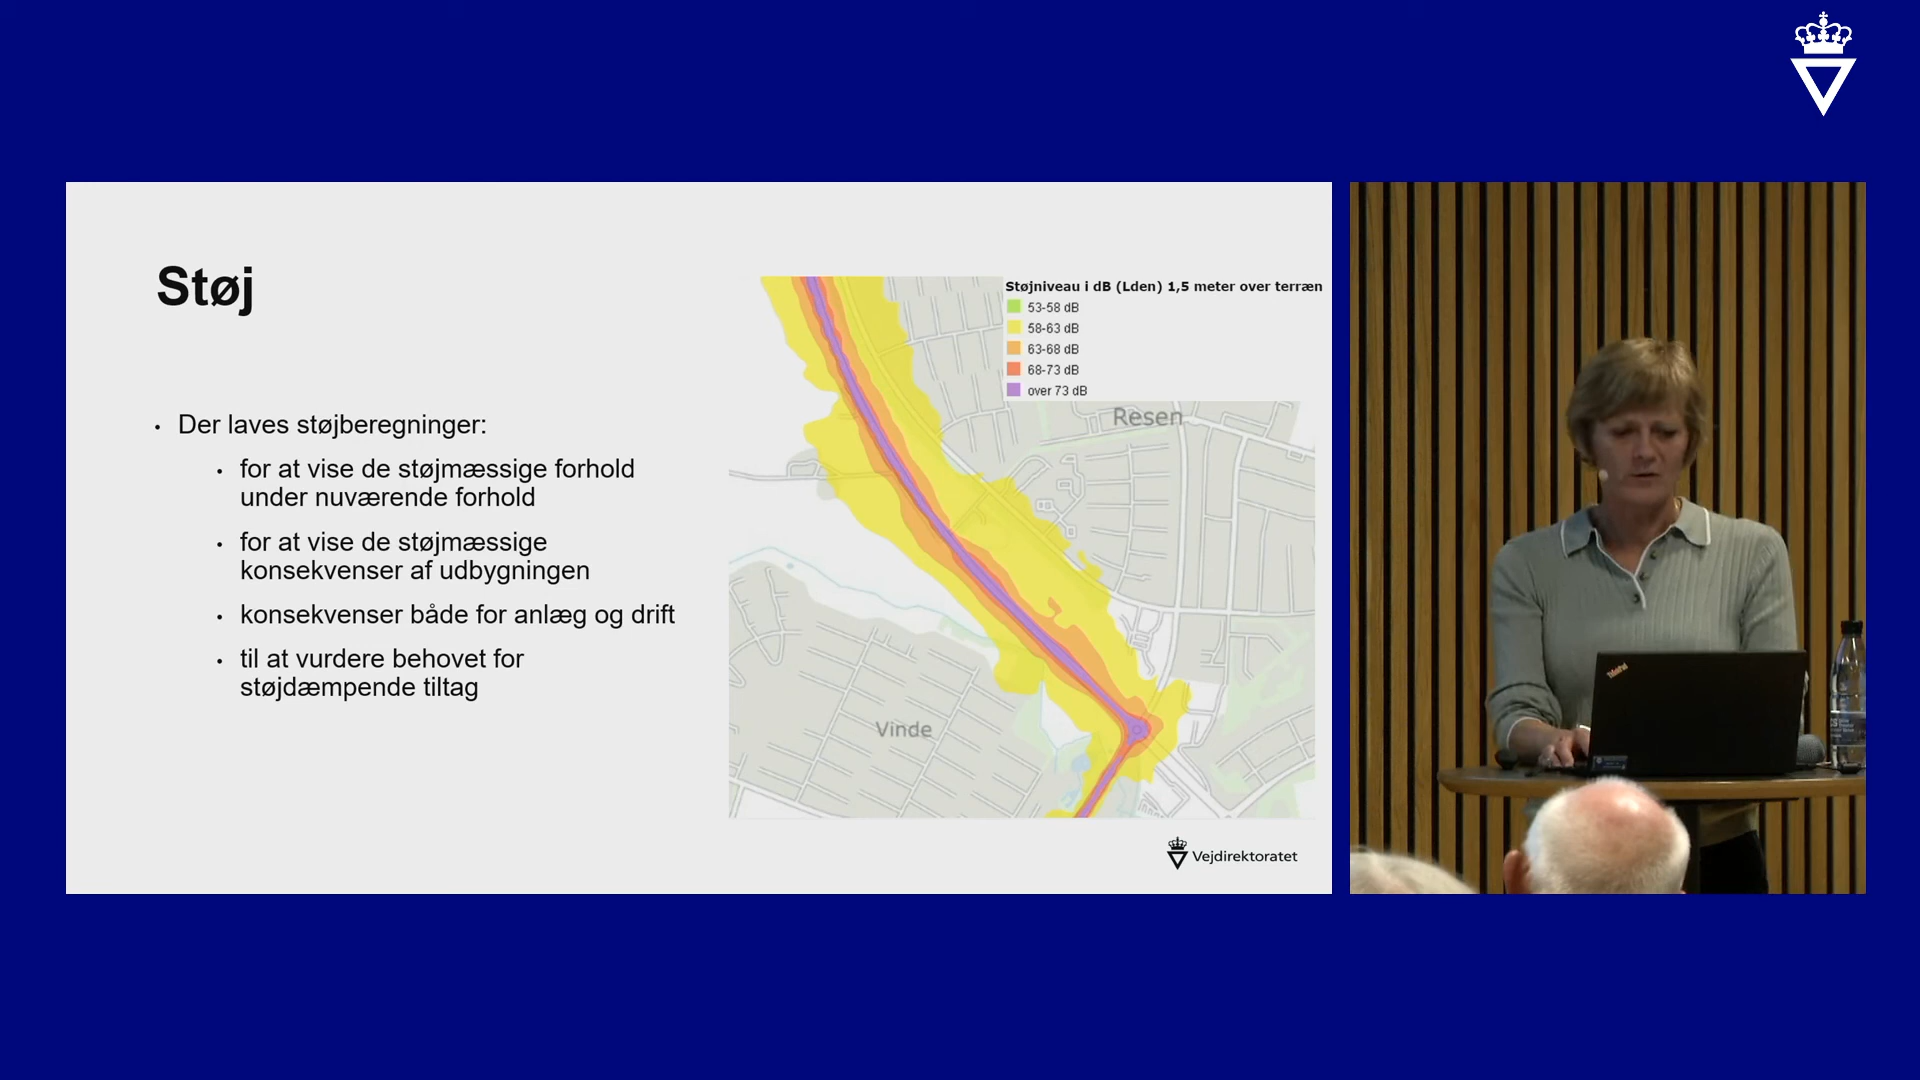 Støj
• Der laves støjberegninger:
• for at vise de støjmæssige forhold
under nuværende forhold
• for at vise de støjmæssige
konsekvenser af udbygningen
• konsekvenser både for anlæg og drift
• til at vurdere behovet for
støjdæmpende tiltag
Støjniveau i dB (Lden) 1,5 meter over terræn
53-58 dB
58-63 dB
63-68 dB
68-73 dB
over 73 dB
Resen
Vinde
Vejdirektoratet
ThinkPad